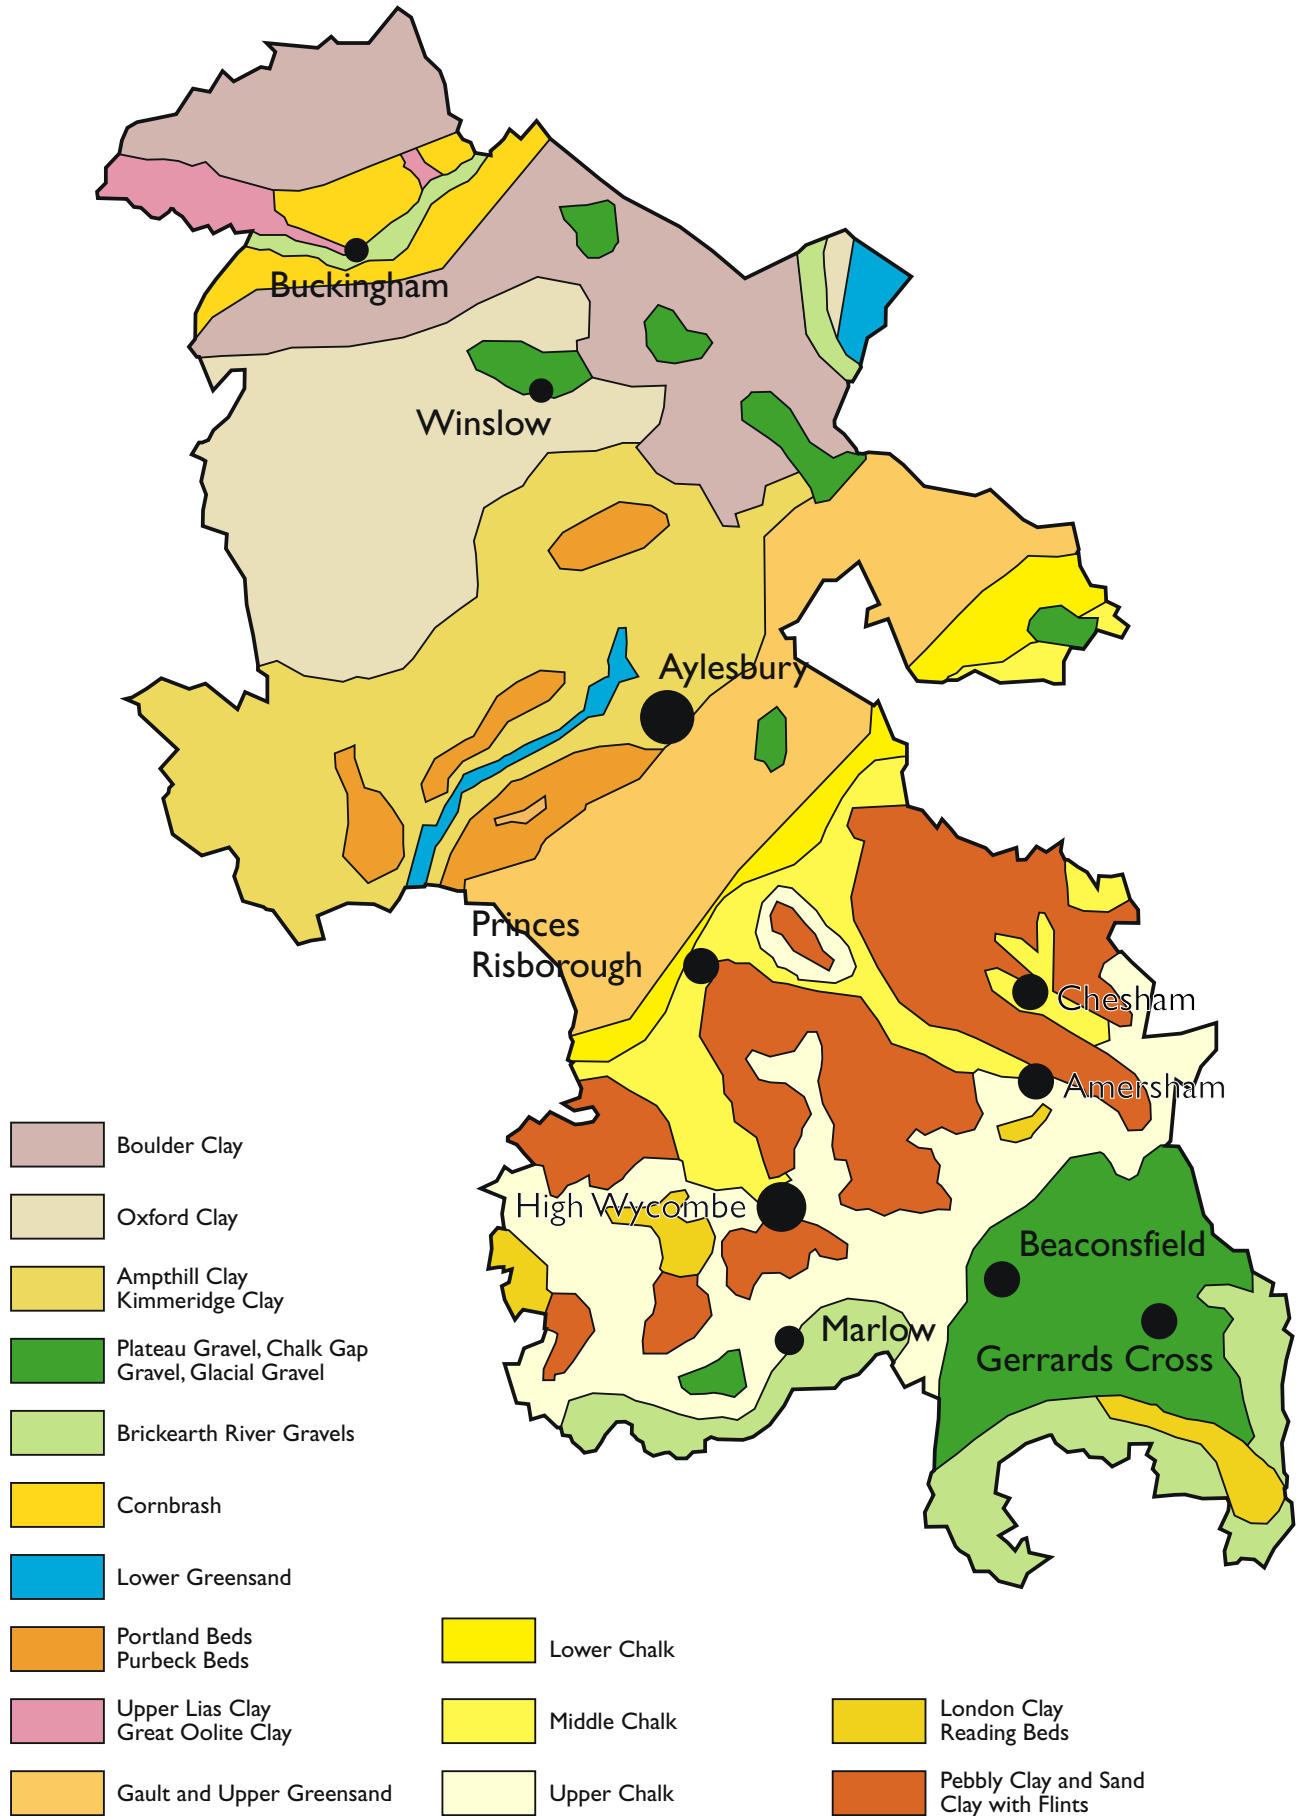 Buckingham
Winslow
Aylesbury
Princes
Risborough
Chesham
Amersham
High Wycombe
Beaconsfield
Marlow
Gerrards Cross
Boulder Clay
Oxford Clay
Ampthill Clay
Kimmeridge Clay
Plateau Gravel, Chalk Gap
Gravel, Glacial Gravel
Brickearth River Gravels
Cornbrash
Lower Greensand
Portland Beds
Purbeck Beds
Upper Lias Clay
Great Oolite Clay
Gault and Upper Greensand
Lower Chalk
Middle Chalk
Upper Chalk
London Clay
Reading Beds
Pebbly Clay and Sand
Clay with Flints